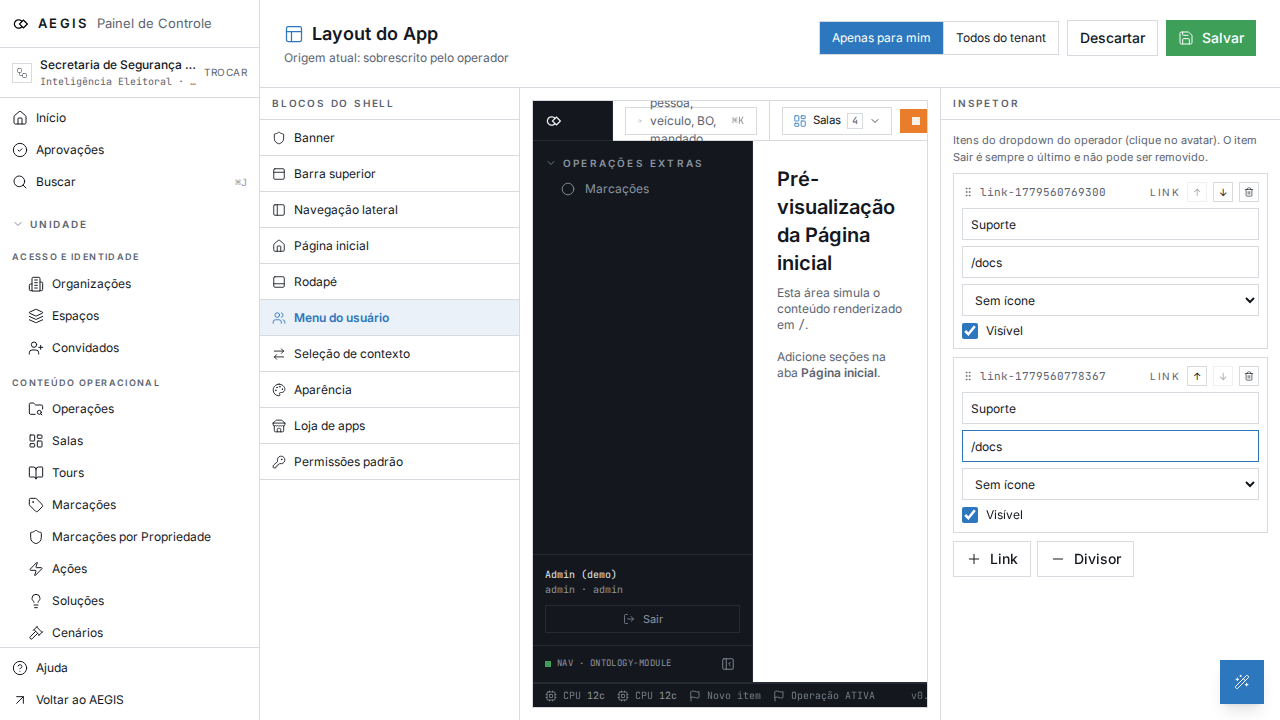 AEGIS Painel de Controle
Secretaria de Segurança ...
Inteligência Eleitoral · …
TROCAR
Início
Aprovações
Buscar
⌘J
UNIDADE
ACESSO E IDENTIDADE
Organizações
Espaços
Convidados
CONTEÚDO OPERACIONAL
Operações
Salas
Tours
Marcações
Marcações por Propriedade
Ações
Soluções
Cenários
Ajuda
Voltar ao AEGIS
Layout do App
Origem atual: sobrescrito pelo operador
Apenas para mim
Todos do tenant
Descartar
Salvar
BLOCOS DO SHELL
Banner
Barra superior
Navegação lateral
Página inicial
Rodapé
Menu do usuário
Seleção de contexto
Aparência
Loja de apps
Permissões padrão
pessoa,
veículo, BO,
mandado
⌘K
Salas 4
OPERAÇÕES EXTRAS
Marcações
Pré-
visualização
da Página
inicial
Esta área simula o
conteúdo renderizado
em /.
Adicione seções na
aba Página inicial.
Admin (demo)
admin · admin
Sair
NAV · ONTOLOGY-MODULE
CPU 12c
CPU 12c
Novo item
Operação ATIVA
v0.
INSPETOR
Itens do dropdown do operador (clique no avatar). O item
Sair é sempre o último e não pode ser removido.
link-1779560769300
LINK
Suporte
/docs
Sem ícone
Visível
link-1779560778367
LINK
Suporte
/docs
Sem ícone
Visível
Link
Divisor